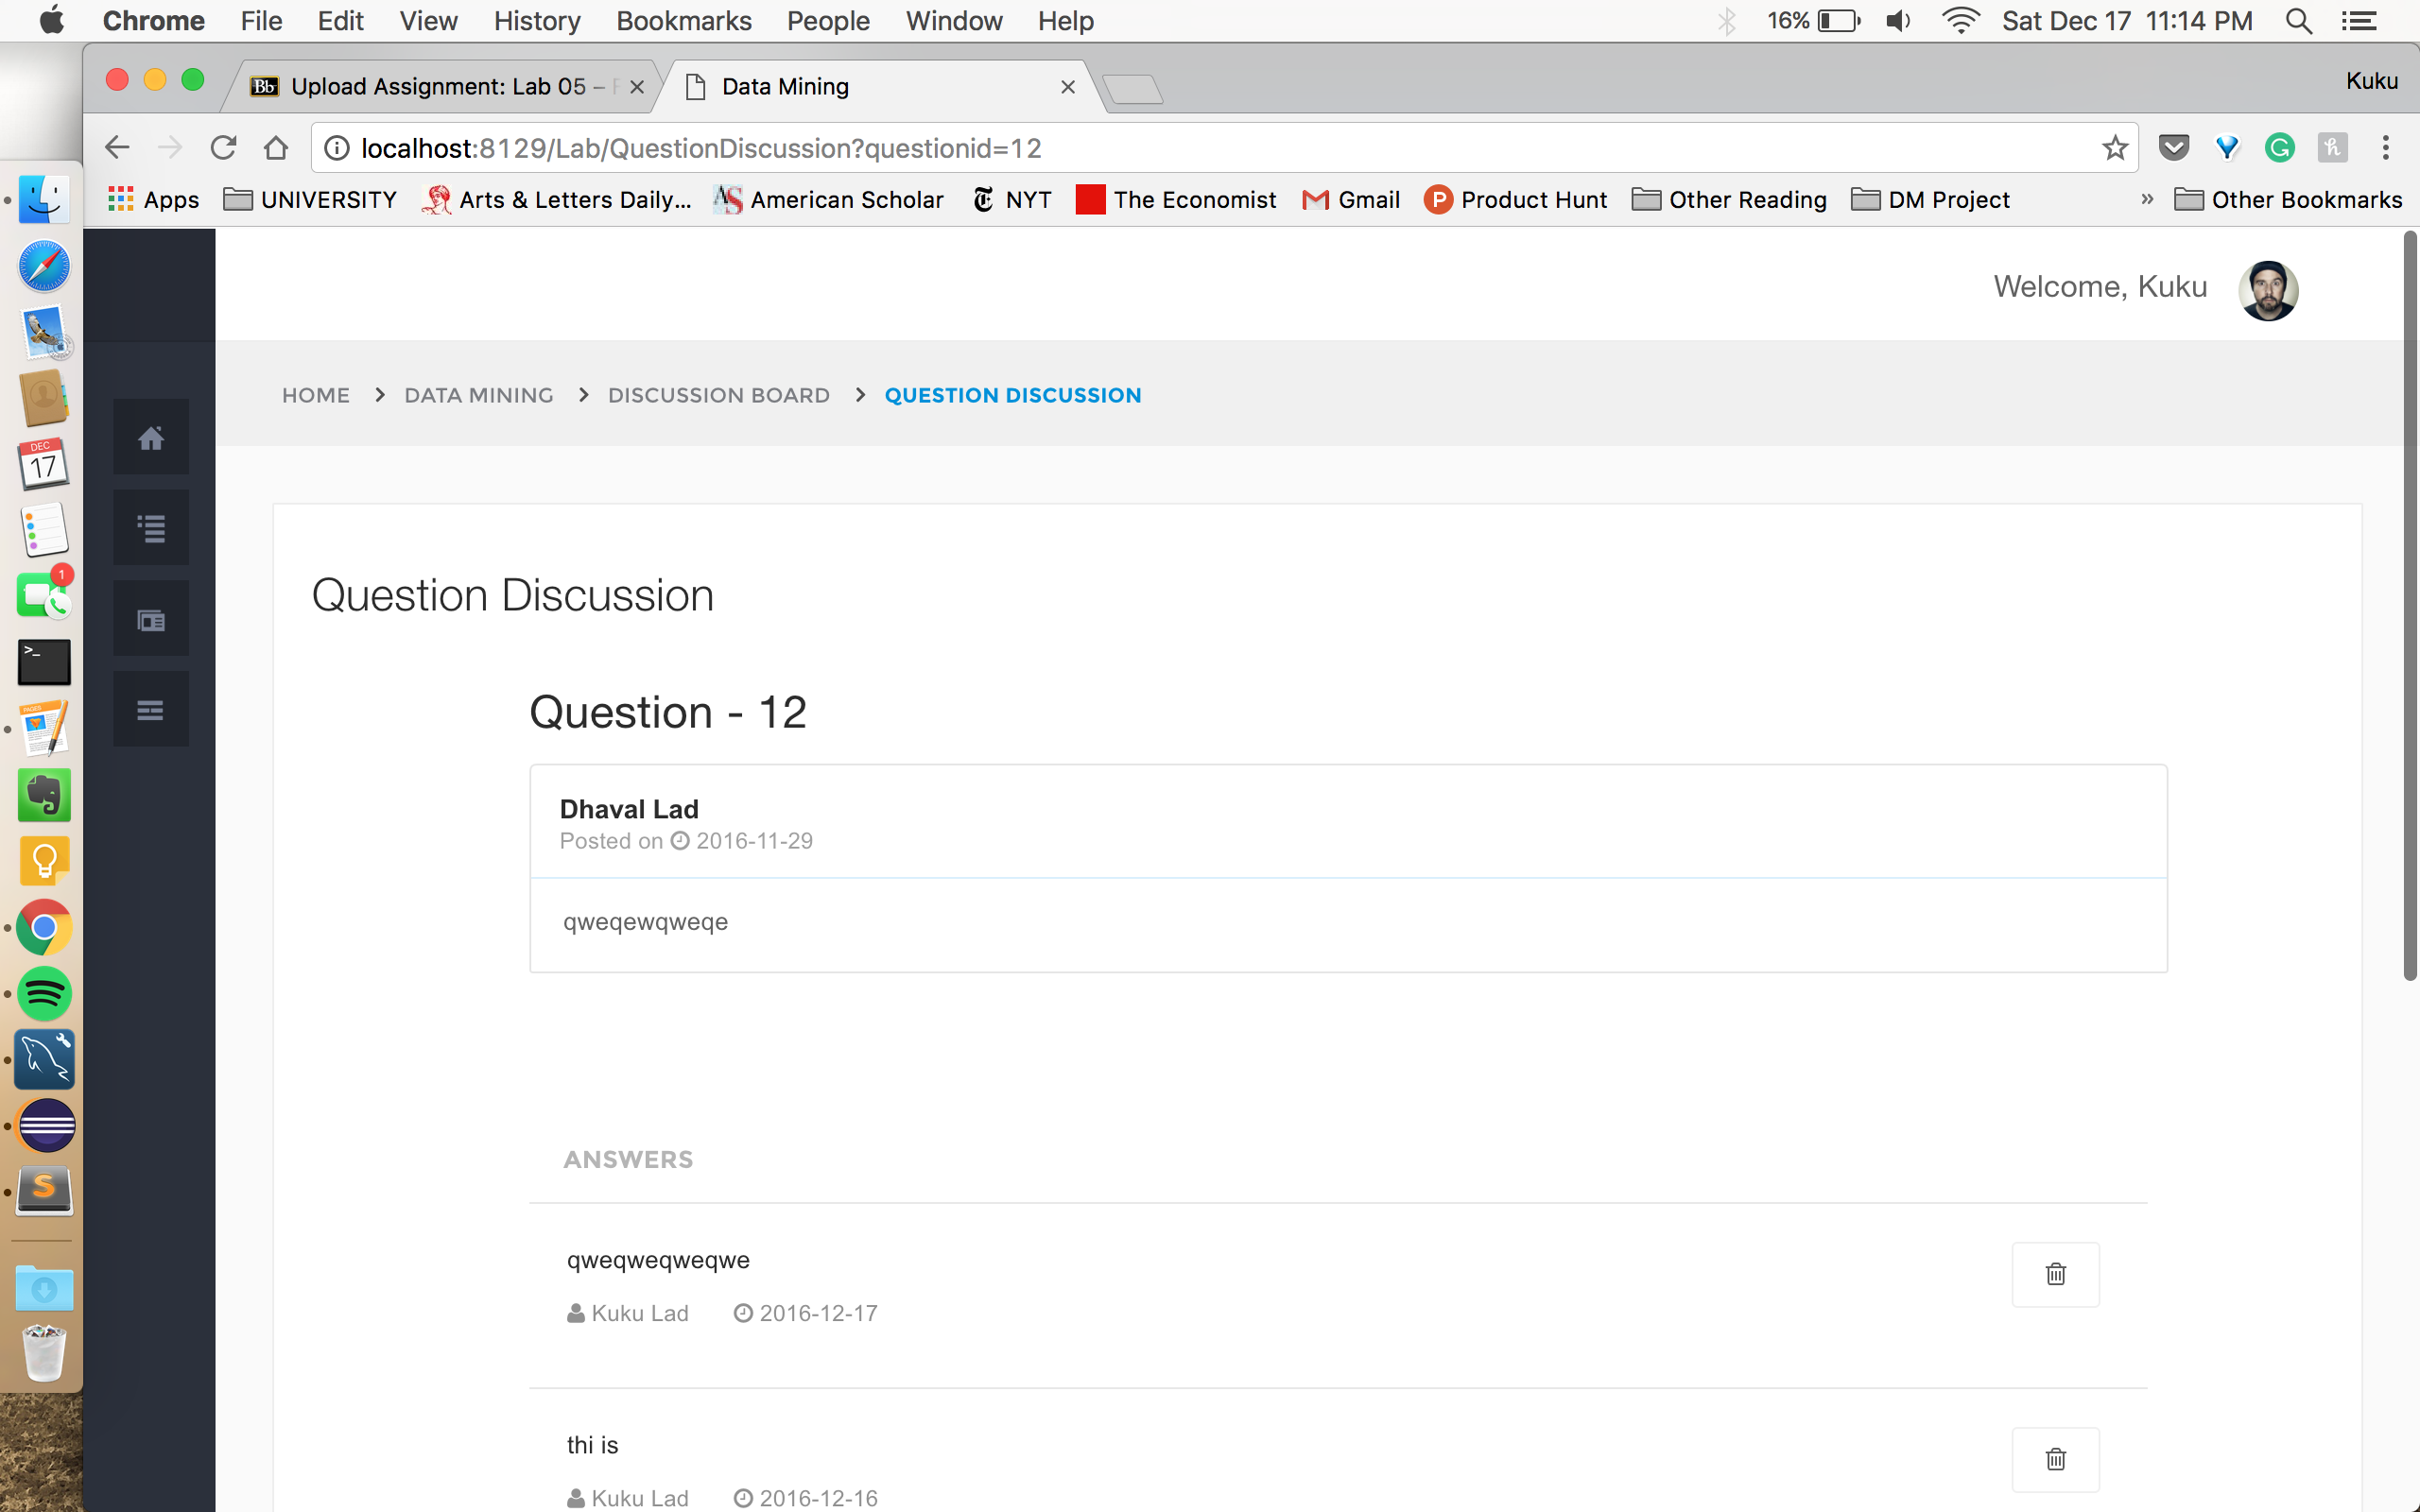 Chrome File Edit View History Bookmarks People Window Help 16% Sat Dec 17 11:14 PM
Bb Upload Assignment: Lab 05 – Data Mining Kuku
localhost:8129/Lab/QuestionDiscussion?questionid=12
Apps UNIVERSITY Arts & Letters Daily... AS American Scholar NYT The Economist Gmail P Product Hunt Other Reading DM Project » Other Bookmarks
Welcome, Kuku
HOME > DATA MINING > DISCUSSION BOARD > QUESTION DISCUSSION
DEC
17
1
>_
PAGES
S
Question Discussion
Question - 12
Dhaval Lad
Posted on 2016-11-29
qweqewqweqe
ANSWERS
qweqweqweqwe
Kuku Lad 2016-12-17
thi is
Kuku Lad 2016-12-16